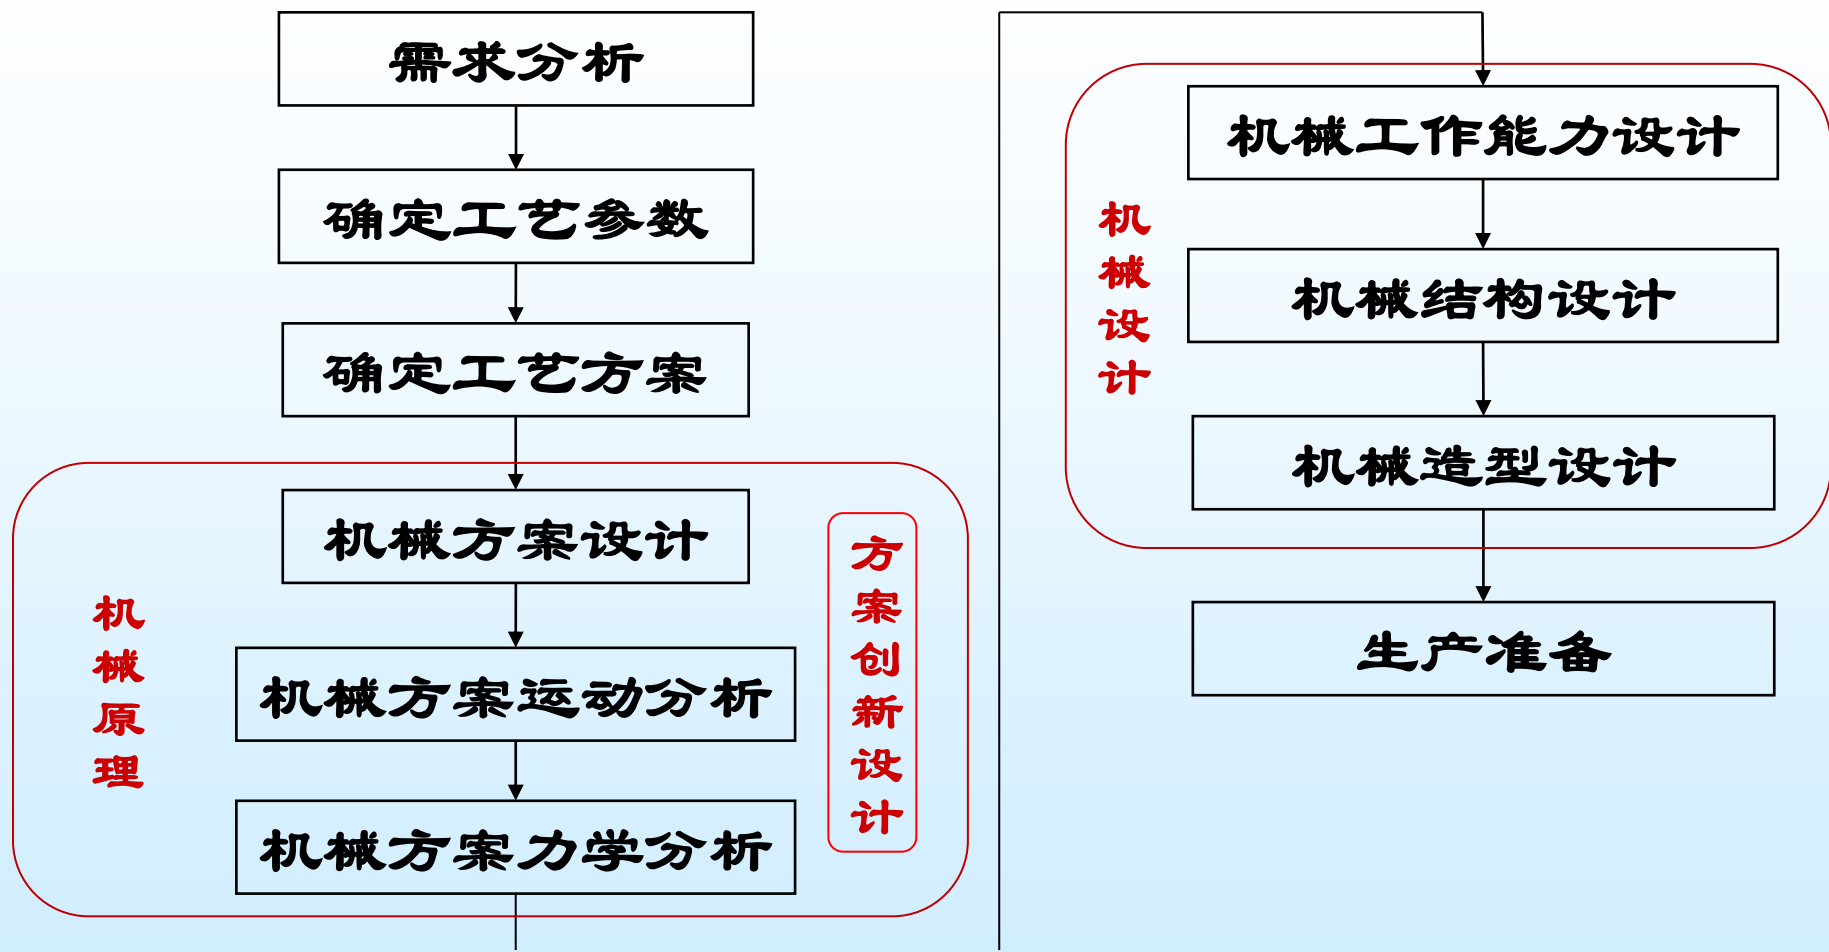 需求分析
确定工艺参数
确定工艺方案
机械方案设计
机械方案运动分析
机械方案力学分析
机械原理
方案创新设计
机械工作能力设计
机械结构设计
机械造型设计
生产准备
机械设计